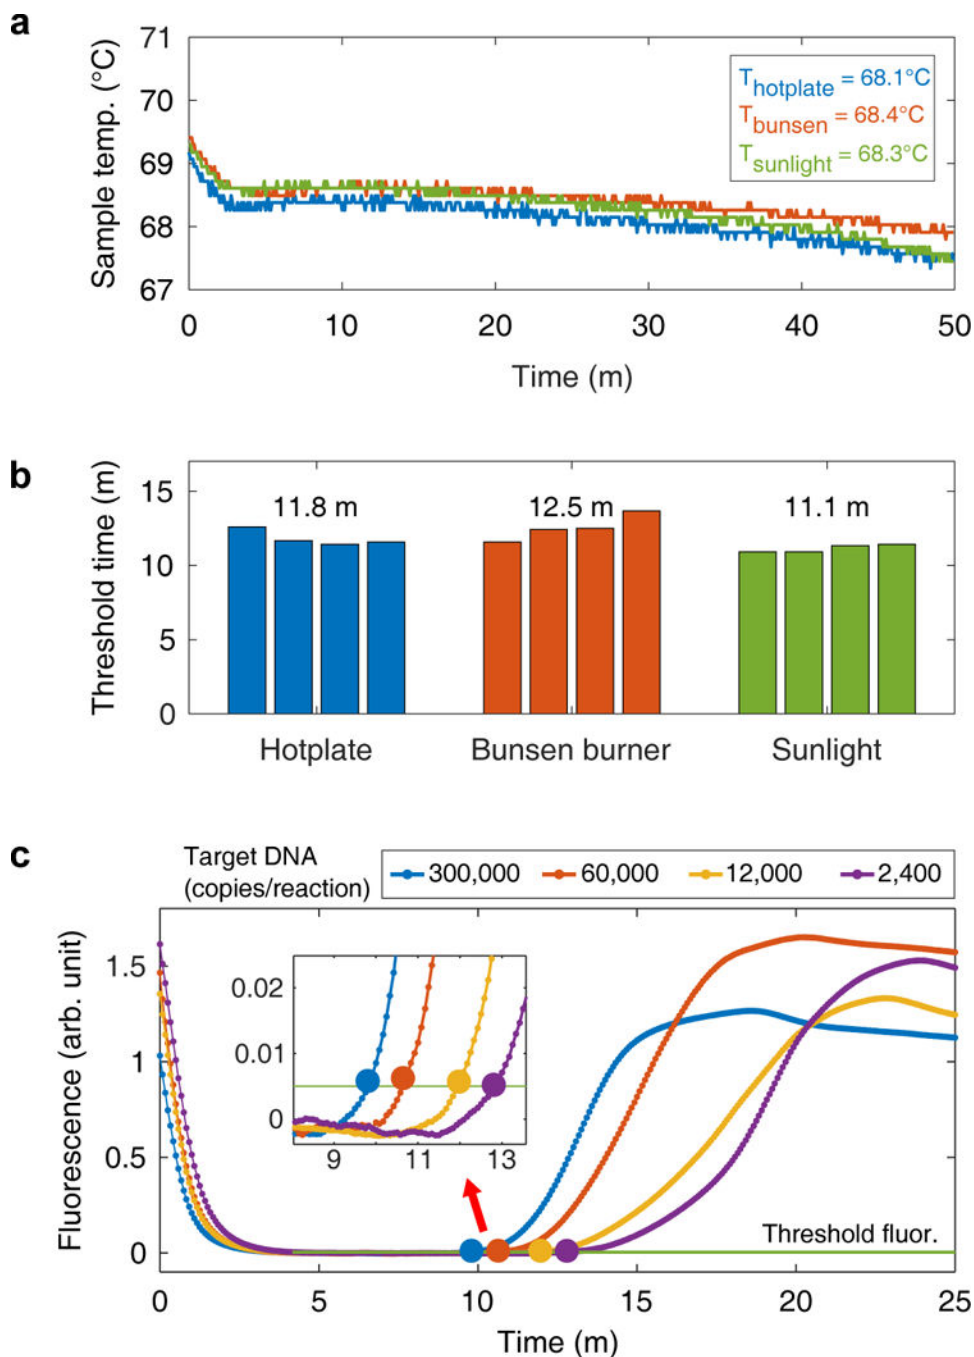 a
71
70
69
68
67
Sample temp. (°C)
T_hotplate = 68.1°C
T_bunsen = 68.4°C
T_sunlight = 68.3°C
0 10 20 30 40 50
Time (m)
b
15
10
5
0
Threshold time (m)
11.8 m 12.5 m 11.1 m
Hotplate Bunsen burner Sunlight
c
Target DNA
(copies/reaction)
300,000 60,000 12,000 2,400
1.5
1
0.5
0
Fluorescence (arb. unit)
0.02
0.01
0
9 11 13
Threshold fluor.
0 5 10 15 20 25
Time (m)